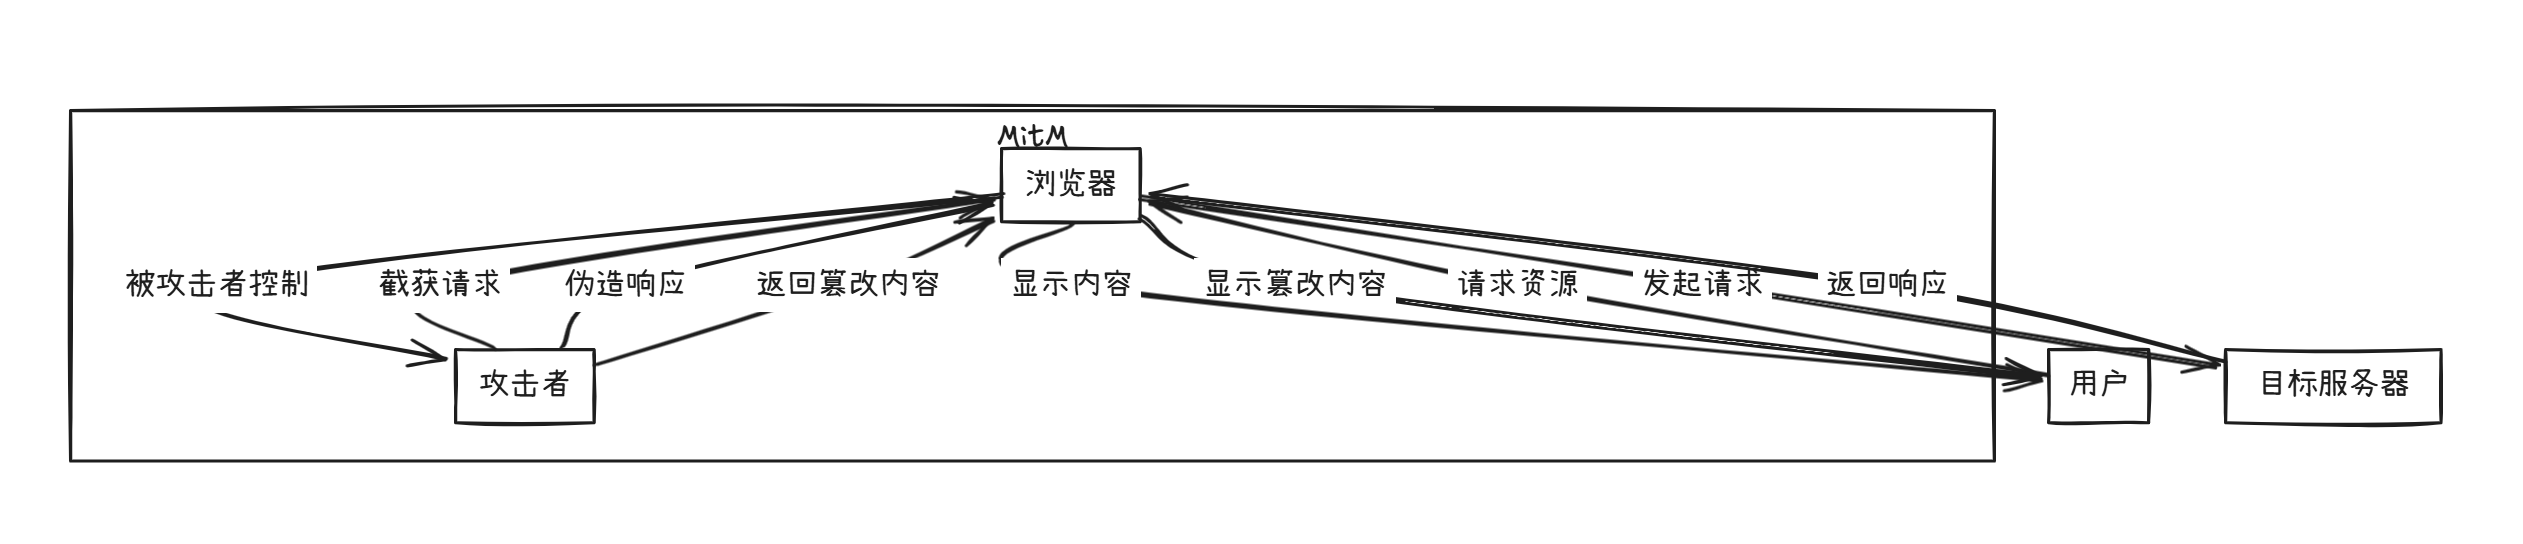 MitM
浏览器
被攻击者控制
截获请求
伪造响应
返回篡改内容
显示内容
显示篡改内容
请求资源
发起请求
返回响应
攻击者
用户
目标服务器